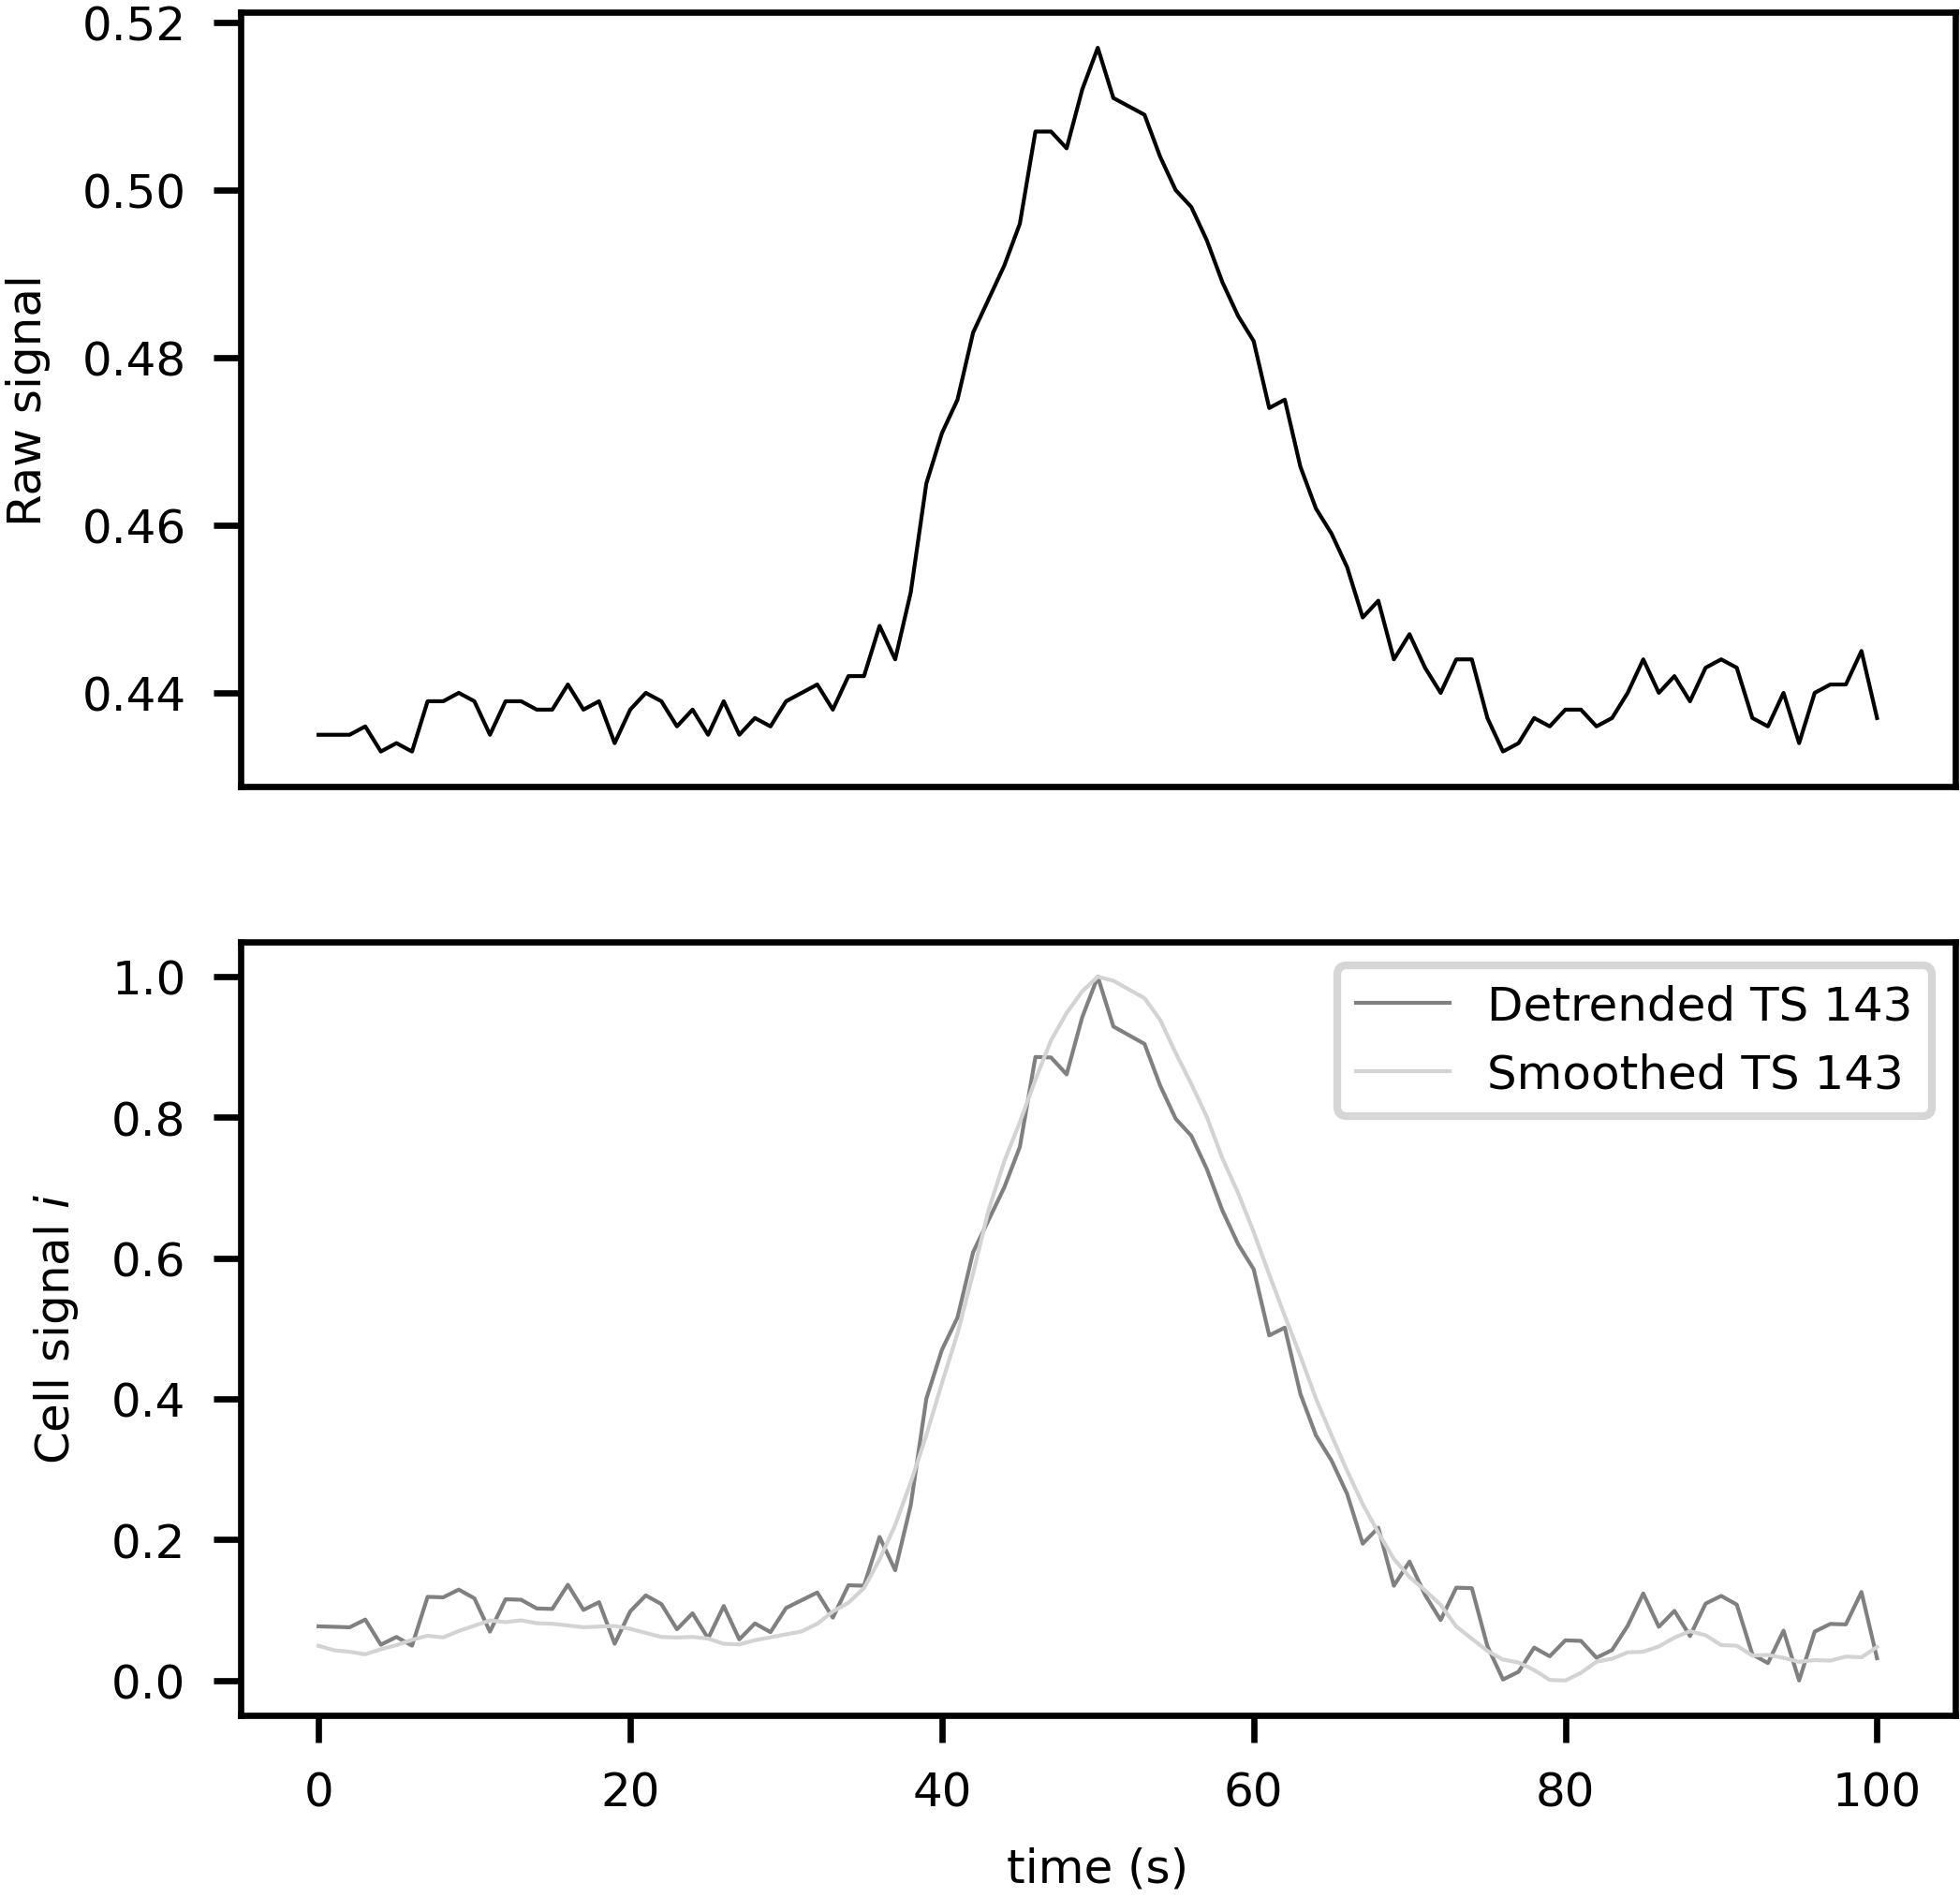 0.52
0.50
0.48
0.46
0.44
Raw signal
1.0
0.8
0.6
0.4
0.2
0.0
Cell signal i
Detrended TS 143
Smoothed TS 143
0 20 40 60 80 100
time (s)